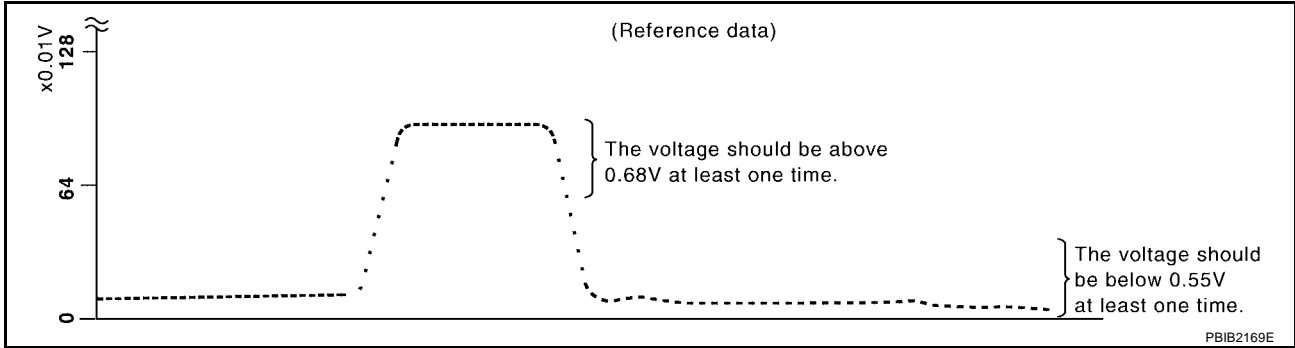 (Reference data)
x0.01V
128
64
0
The voltage should be above
0.68V at least one time.
The voltage should
be below 0.55V
at least one time.
PBIB2169E